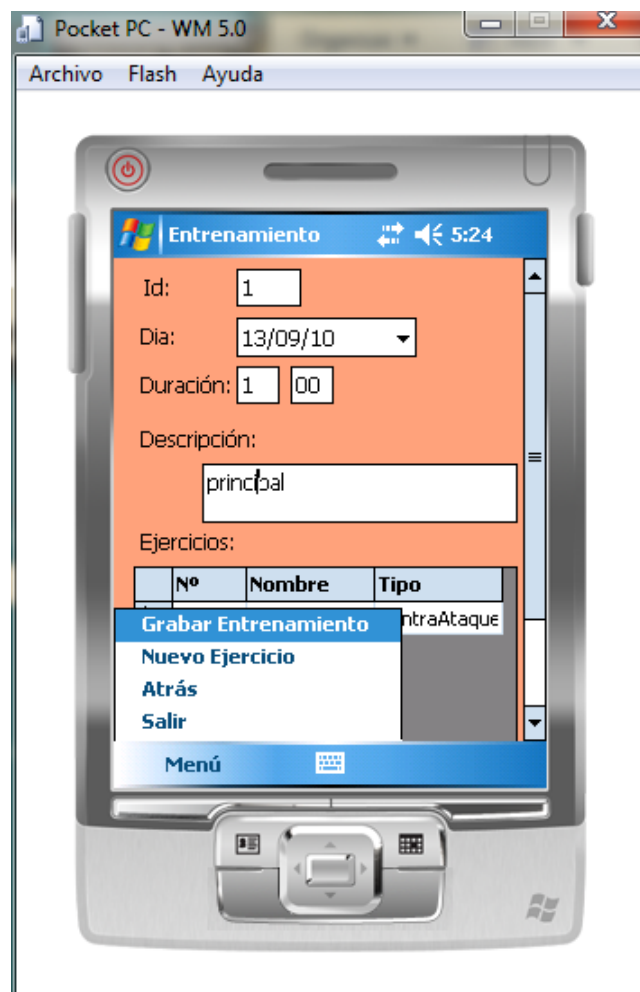 Pocket PC - WM 5.0
Archivo Flash Ayuda
Entrenamiento 5:24
Id: 1
Dia: 13/09/10
Duración: 1 00
Descripción:
principal
Ejercicios:
Nº Nombre Tipo
ntraAtaque
Grabar Entrenamiento
Nuevo Ejercicio
Atrás
Salir
Menú